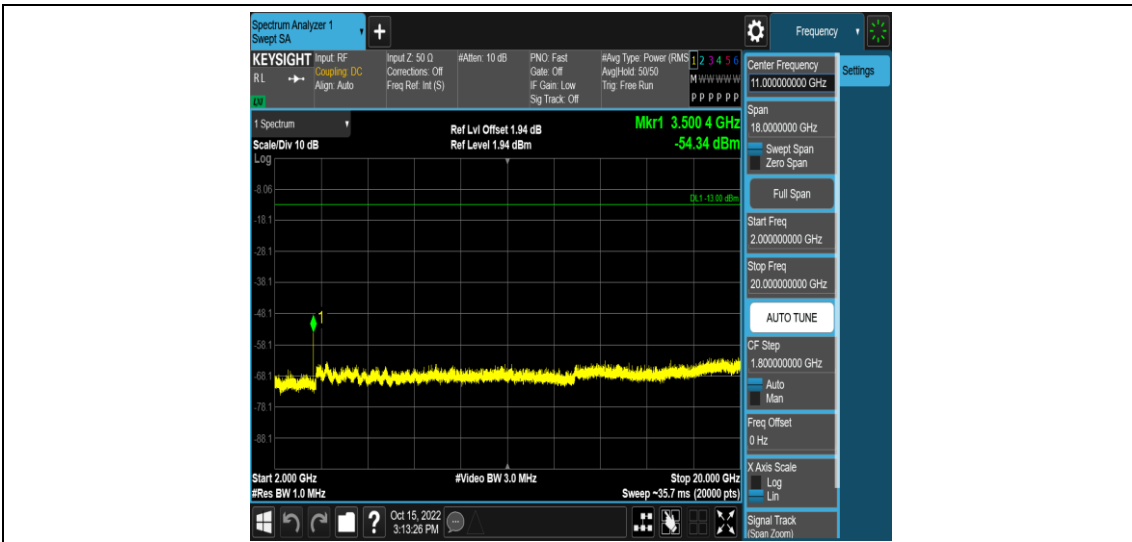 Spectrum Analyzer 1
Swept SA
+
Frequency
KEYSIGHT
RL
Input: RF
Coupling: DC
Align: Auto
Input Z: 50 Ω
Corrections: Off
Freq Ref: Int (S)
#Atten: 10 dB
PNO: Fast
Gate: Off
IF Gain: Low
Sig Track: Off
#Avg Type: Power (RMS
Avg|Hold: 50/50
Trig: Free Run
1 2 3 4 5 6
M W W W W W
P P P P P P
1 Spectrum
Scale/Div 10 dB
Log
Ref Lvl Offset 1.94 dB
Ref Level 1.94 dBm
Mkr1 3.500 4 GHz
-54.34 dBm
DL1 -13.00 dBm
-8.06
-18.1
-28.1
-38.1
-48.1
-58.1
-68.1
-78.1
-88.1
1
Start 2.000 GHz
#Res BW 1.0 MHz
#Video BW 3.0 MHz
Stop 20.000 GHz
Sweep ~35.7 ms (20000 pts)
?
Oct 15, 2022
3:13:26 PM
Center Frequency
11.000000000 GHz
Settings
Span
18.0000000 GHz
Swept Span
Zero Span
Full Span
Start Freq
2.000000000 GHz
Stop Freq
20.000000000 GHz
AUTO TUNE
CF Step
1.800000000 GHz
Auto
Man
Freq Offset
0 Hz
X Axis Scale
Log
Lin
Signal Track
(Span Zoom)